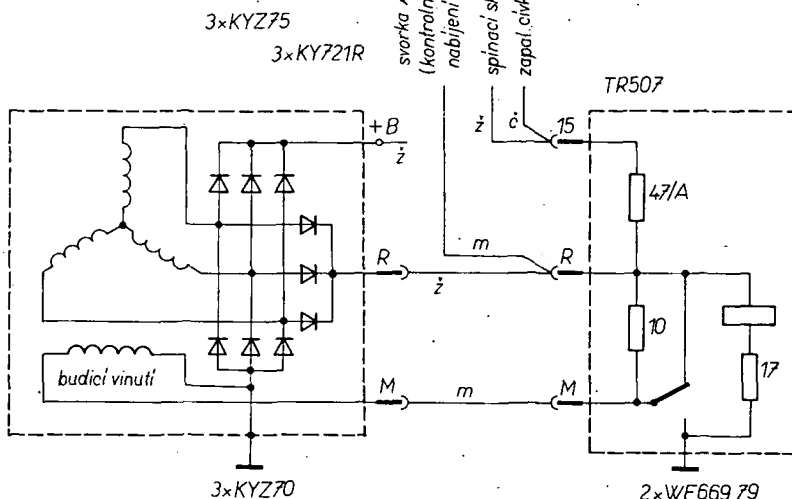 3×KYZ75
3×KY721R
svorka
(kontroln
nabíjení
spínací
zapal. cívk
TR507
+B
ž
ž
č
15
47/A
R
m
ž
R
10
17
budicí vinutí
M
m
M
3×KYZ70
2×WF669 79